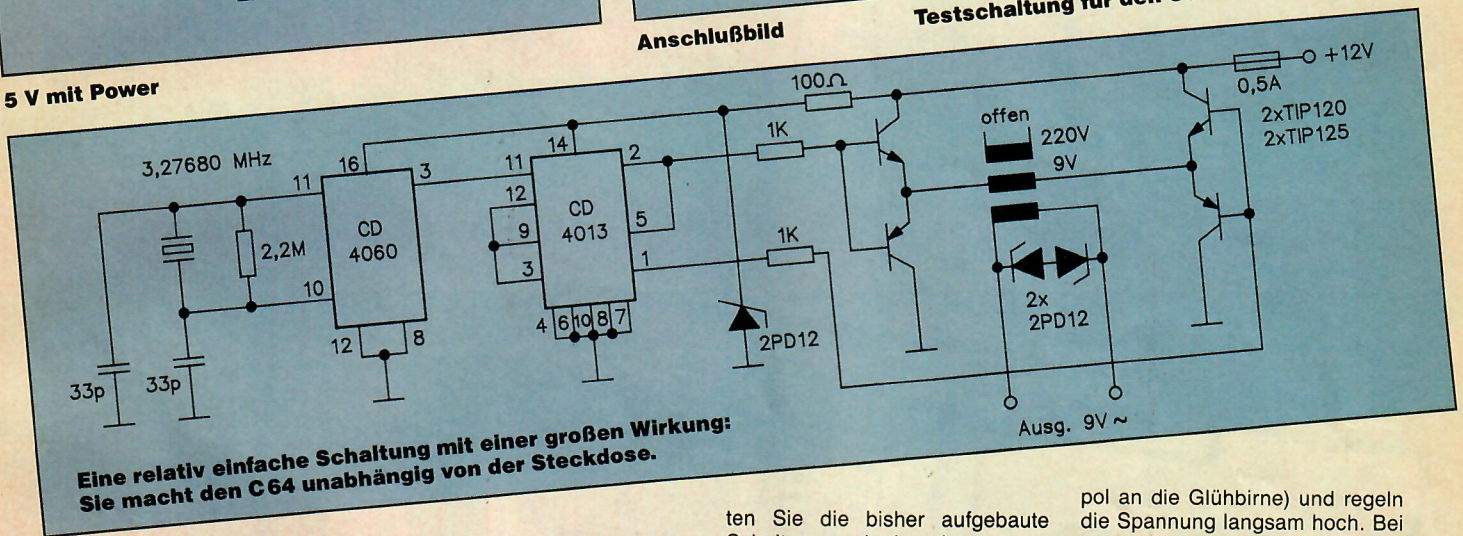 Testschaltung für den
Anschlußbild
5 V mit Power
100Ω
+12V
0,5A
2xTIP120
2xTIP125
offen
220V
9V
1K
3,27680 MHz
16
14
11
3
11
2
12
9
3
5
1
CD
4060
CD
4013
2,2M
10
1K
12
8
4
6
10
8
7
2PD12
2x
2PD12
33p
33p
Ausg. 9V ~
Eine relativ einfache Schaltung mit einer großen Wirkung:
Sie macht den C 64 unabhängig von der Steckdose.
ten Sie die bisher aufgebaute
pol an die Glühbirne) und regeln
die Spannung langsam hoch. Bei